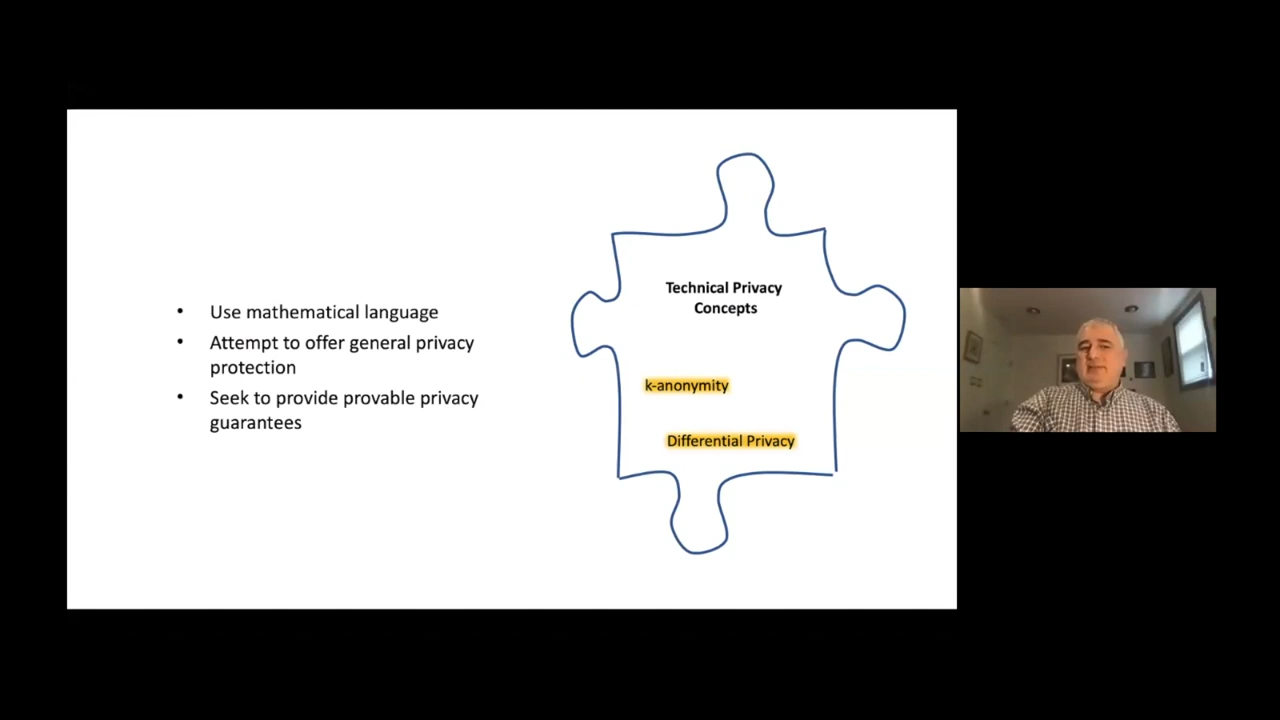 • Use mathematical language
• Attempt to offer general privacy
protection
• Seek to provide provable privacy
guarantees
Technical Privacy
Concepts
k-anonymity
Differential Privacy